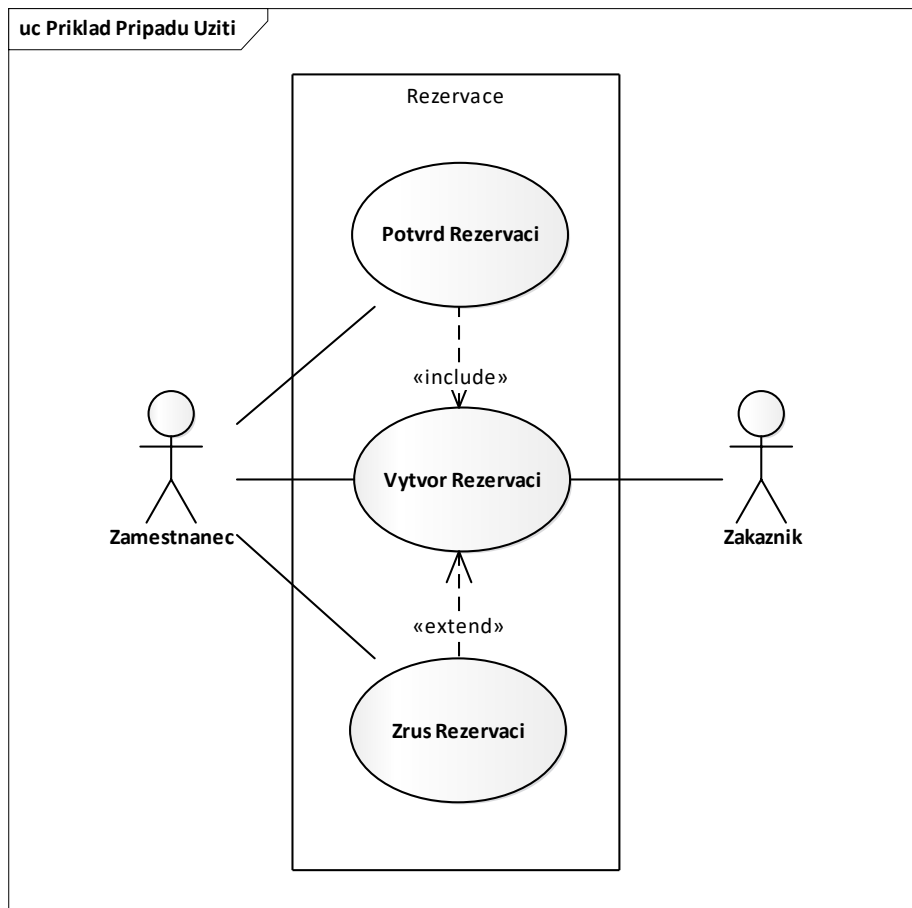 uc Priklad Pripadu Uziti
Rezervace
Potvrd Rezervaci
«include»
Vytvor Rezervaci
Zamestnanec
Zakaznik
«extend»
Zrus Rezervaci